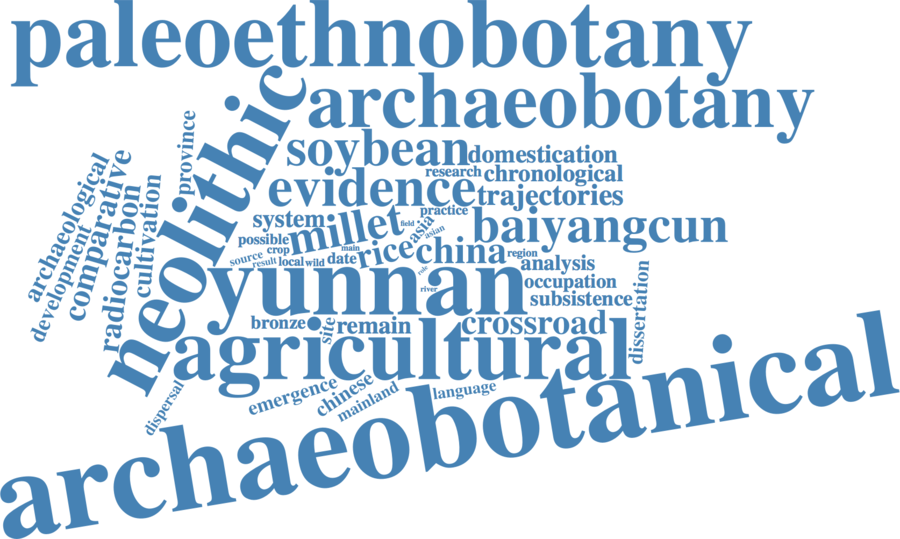 paleoethnobotany
archaeobotany
neolithic
soybean
domestication
research
chronological
evidence
trajectories
province
archaeological
comparative
development
radiocarbon
cultivation
system
millet
practice
field
asia
asian
baiyangcun
possible
main
source
crop
result
local
wild
date
rice
china
region
role
analysis
yunnan
river
occupation
subsistence
dissertation
bronze
site
remain
crossroad
agricultural
emergence
chinese
mainland
language
dispersal
archaeobotanical